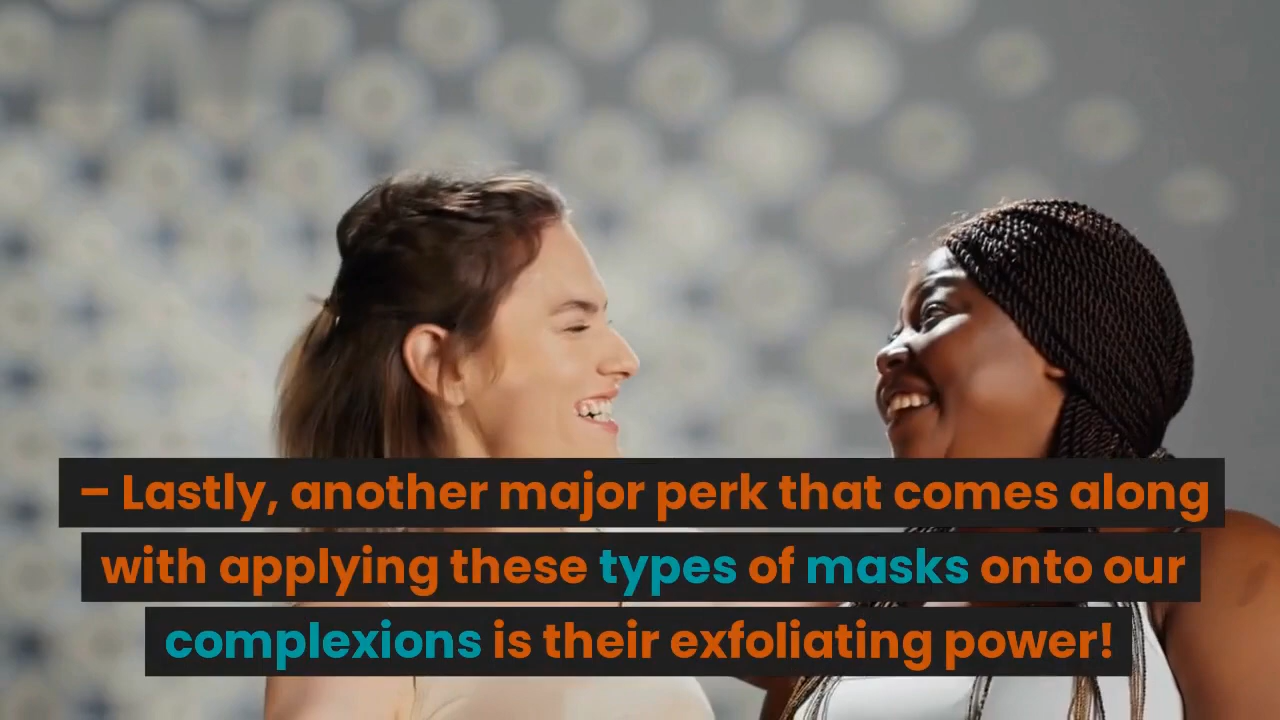 – Lastly, another major perk that comes along
with applying these types of masks onto our
complexions is their exfoliating power!